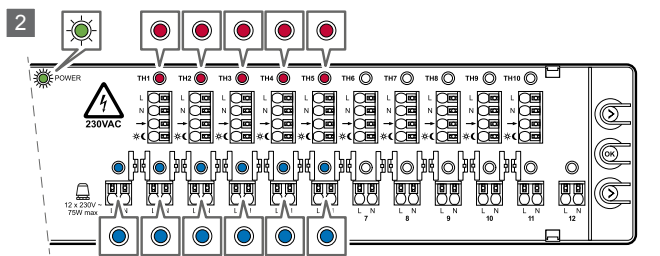 2
POWER
TH1 TH2 TH3 TH4 TH5 TH6 TH7 TH8 TH9 TH10
L L L L L L L L L L
N N N N N N N N N N
230VAC
OK
12 x 230V ~
75W max
L L N L N L N L N L N L N
7 8 9 10 11 12